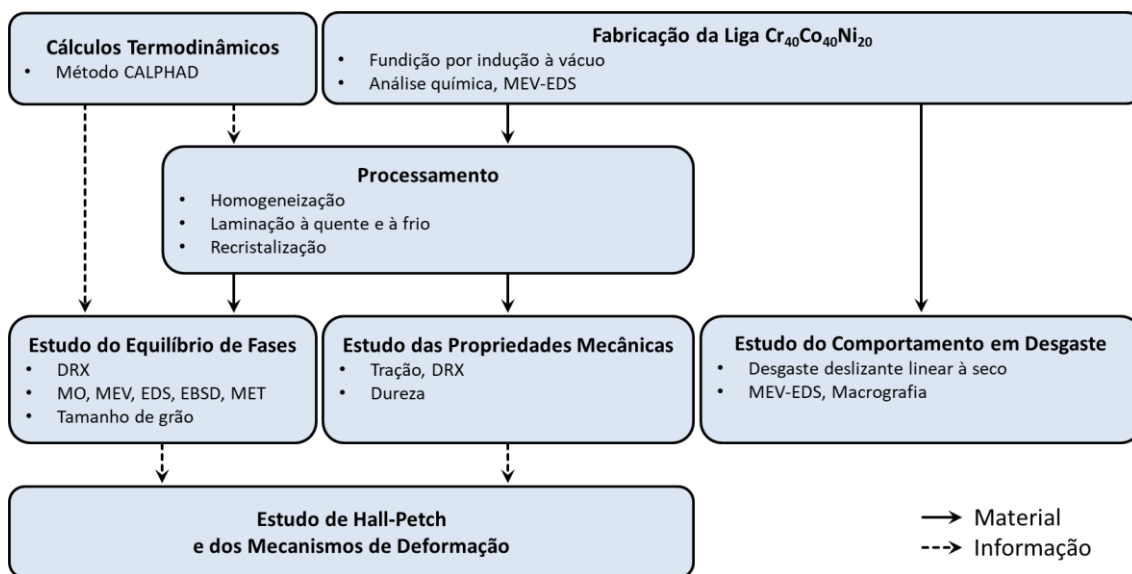 Cálculos Termodinâmicos
• Método CALPHAD
Fabricação da Liga Cr₄₀Co₄₀Ni₂₀
• Fundição por indução à vácuo
• Análise química, MEV-EDS
Processamento
• Homogeneização
• Laminação à quente e à frio
• Recristalização
Estudo do Equilíbrio de Fases
• DRX
• MO, MEV, EDS, EBSD, MET
• Tamanho de grão
Estudo das Propriedades Mecânicas
• Tração, DRX
• Dureza
Estudo do Comportamento em Desgaste
• Desgaste deslizante linear à seco
• MEV-EDS, Macrografia
Estudo de Hall-Petch
e dos Mecanismos de Deformação
Material
Informação